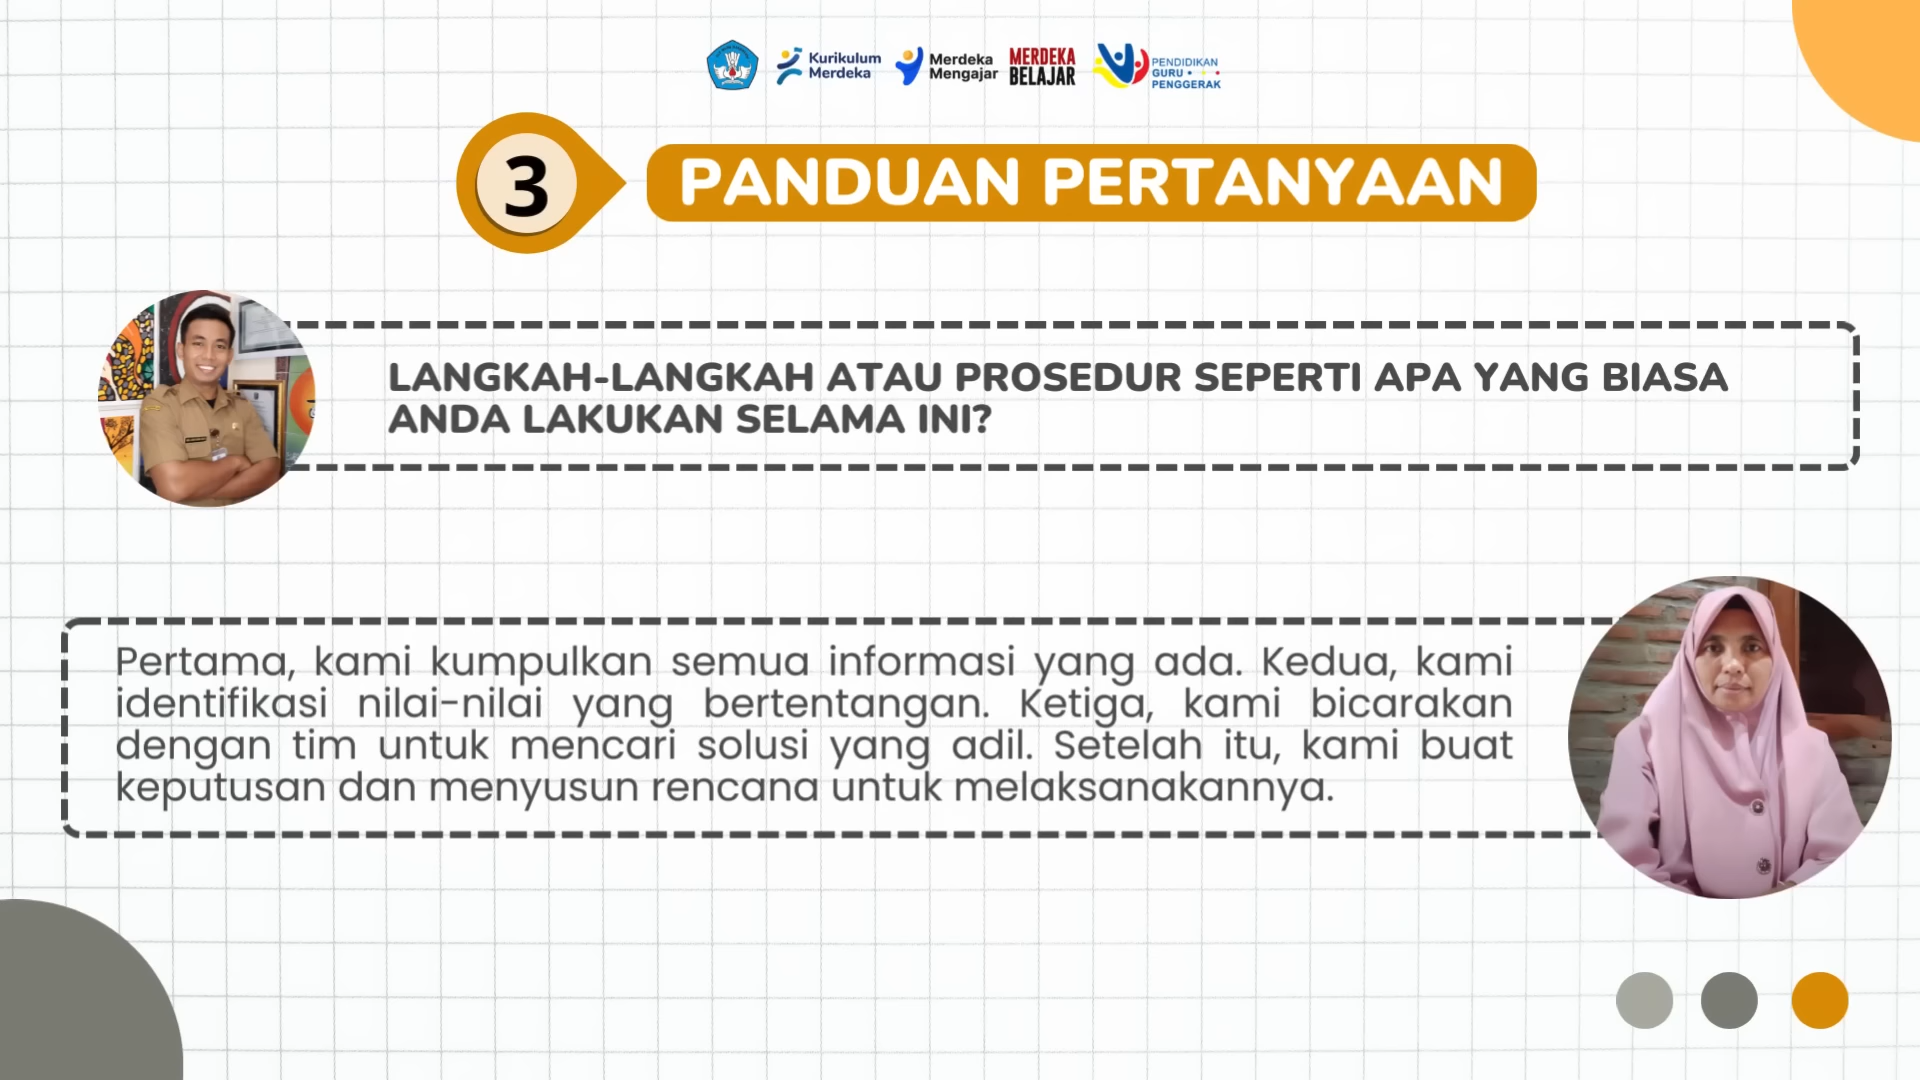 Kurikulum
Merdeka
Merdeka
Mengajar
MERDEKA
BELAJAR
PENDIDIKAN
GURU
PENGGERAK
3
PANDUAN PERTANYAAN
LANGKAH-LANGKAH ATAU PROSEDUR SEPERTI APA YANG BIASA
ANDA LAKUKAN SELAMA INI?
Pertama, kami kumpulkan semua informasi yang ada. Kedua, kami
identifikasi nilai-nilai yang bertentangan. Ketiga, kami bicarakan
dengan tim untuk mencari solusi yang adil. Setelah itu, kami buat
keputusan dan menyusun rencana untuk melaksanakannya.